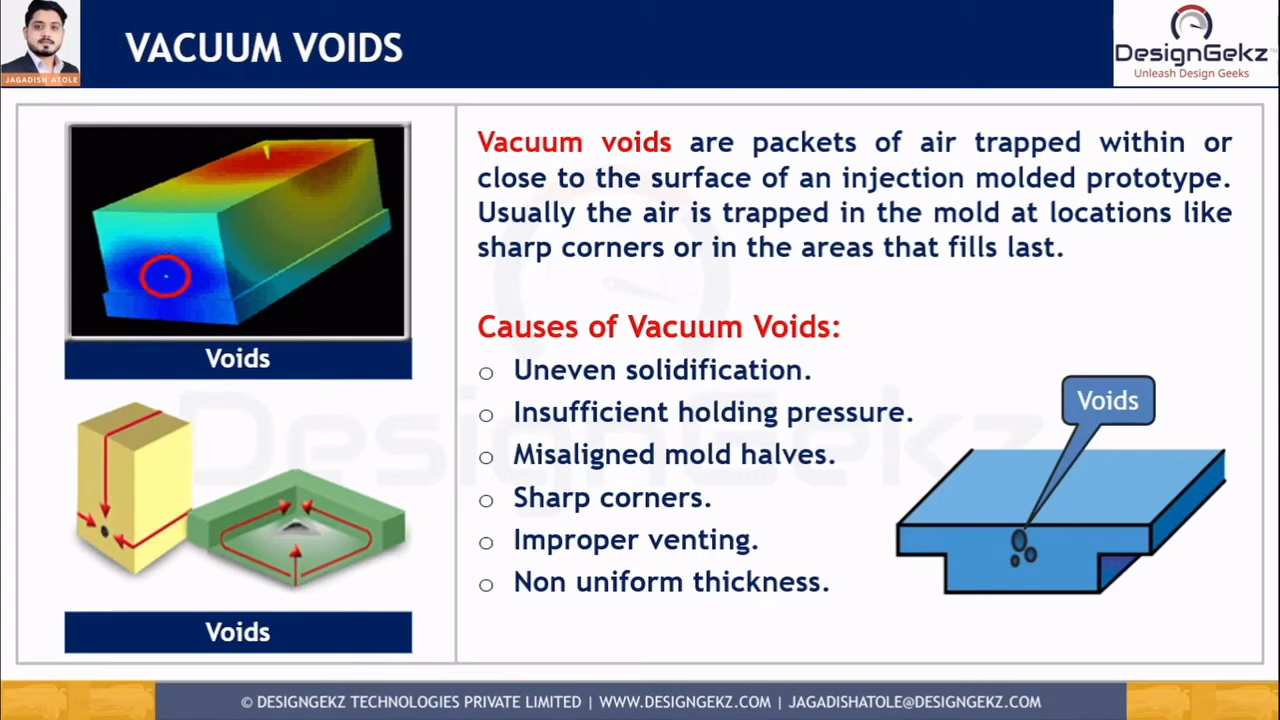 JAGADISH ATOLE
VACUUM VOIDS
DesignGekz
Unleash Design Geeks
Voids
Voids
Vacuum voids are packets of air trapped within or
close to the surface of an injection molded prototype.
Usually the air is trapped in the mold at locations like
sharp corners or in the areas that fills last.
Causes of Vacuum Voids:
Uneven solidification.
Insufficient holding pressure.
Misaligned mold halves.
Sharp corners.
Improper venting.
Non uniform thickness.
Voids
DesignGekz
© DESIGNGEKZ TECHNOLOGIES PRIVATE LIMITED | WWW.DESIGNGEKZ.COM | JAGADISHATOLE@DESIGNGEKZ.COM